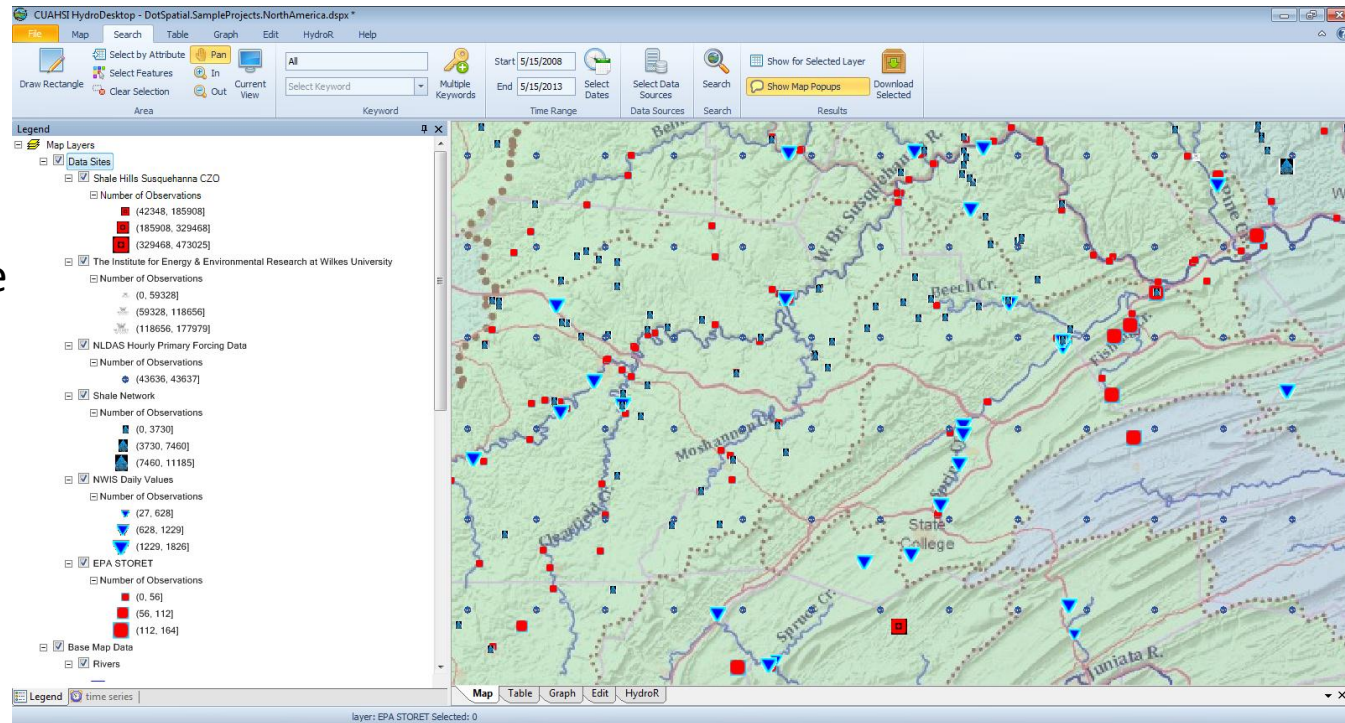 CUAHSI HydroDesktop - DotSpatial.SampleProjects.NorthAmerica.dspx *
File Map Search Table Graph Edit HydroR Help
Draw Rectangle
Select by Attribute
Select Features
Clear Selection
Pan
In
Out
Current View
Area
All
Select Keyword
Multiple Keywords
Keyword
Start 5/15/2008
End 5/15/2013
Select Dates
Time Range
Select Data Sources
Data Sources
Search
Search
Show for Selected Layer
Show Map Popups
Download Selected
Results
e
Legend
Map Layers
Data Sites
Shale Hills Susquehanna CZO
Number of Observations
(42348, 185908)
(185908, 329468)
(329468, 473025)
The Institute for Energy & Environmental Research at Wilkes University
Number of Observations
(0, 59328)
(59328, 118656)
(118656, 177979)
NLDAS Hourly Primary Forcing Data
Number of Observations
(43636, 43637)
Shale Network
Number of Observations
(0, 3730)
(3730, 7460)
(7460, 11185)
NWIS Daily Values
Number of Observations
(27, 628)
(628, 1229)
(1229, 1826)
EPA STORET
Number of Observations
(0, 56]
(56, 112)
(112, 164)
Base Map Data
Rivers
Legend time series
W. Br. Susquehanna R.
Pine C
W
Beech Cr.
Moshannon Cr.
Clearfield Cr.
State
College
Spruce Cr.
Juniata R.
Map Table Graph Edit HydroR
layer: EPA STORET Selected: 0